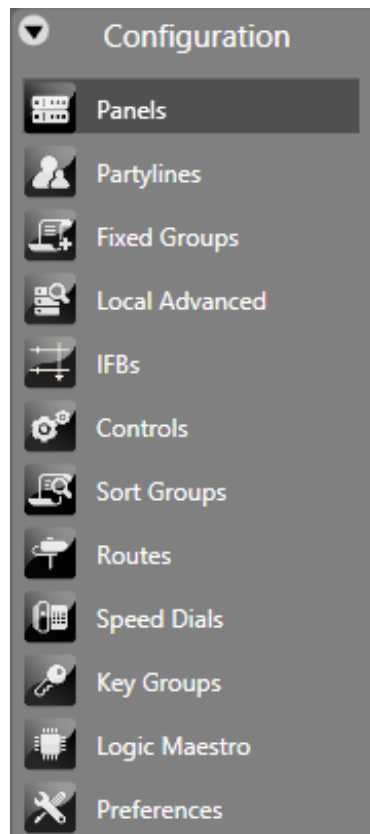 Configuration
Panels
Partylines
Fixed Groups
Local Advanced
IFBs
Controls
Sort Groups
Routes
Speed Dials
Key Groups
Logic Maestro
Preferences